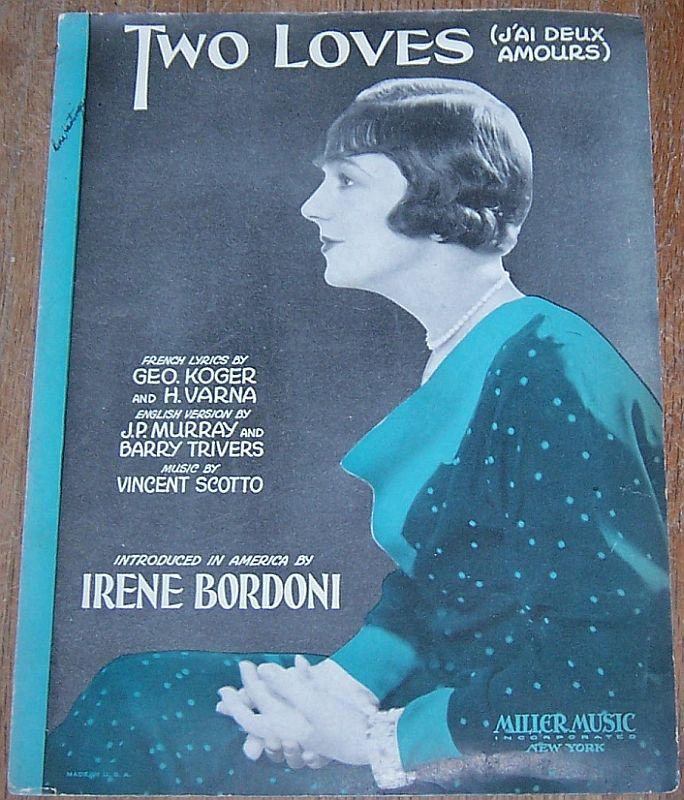 TWO LOVES
(J'AI DEUX
AMOURS)
FRENCH LYRICS BY
GEO. KOGER
AND H. VARNA
ENGLISH VERSION BY
J.P. MURRAY AND
BARRY TRIVERS
MUSIC BY
VINCENT SCOTTO
INTRODUCED IN AMERICA BY
IRENE BORDONI
MILLER MUSIC
INCORPORATED
NEW YORK
MADE IN U.S.A.